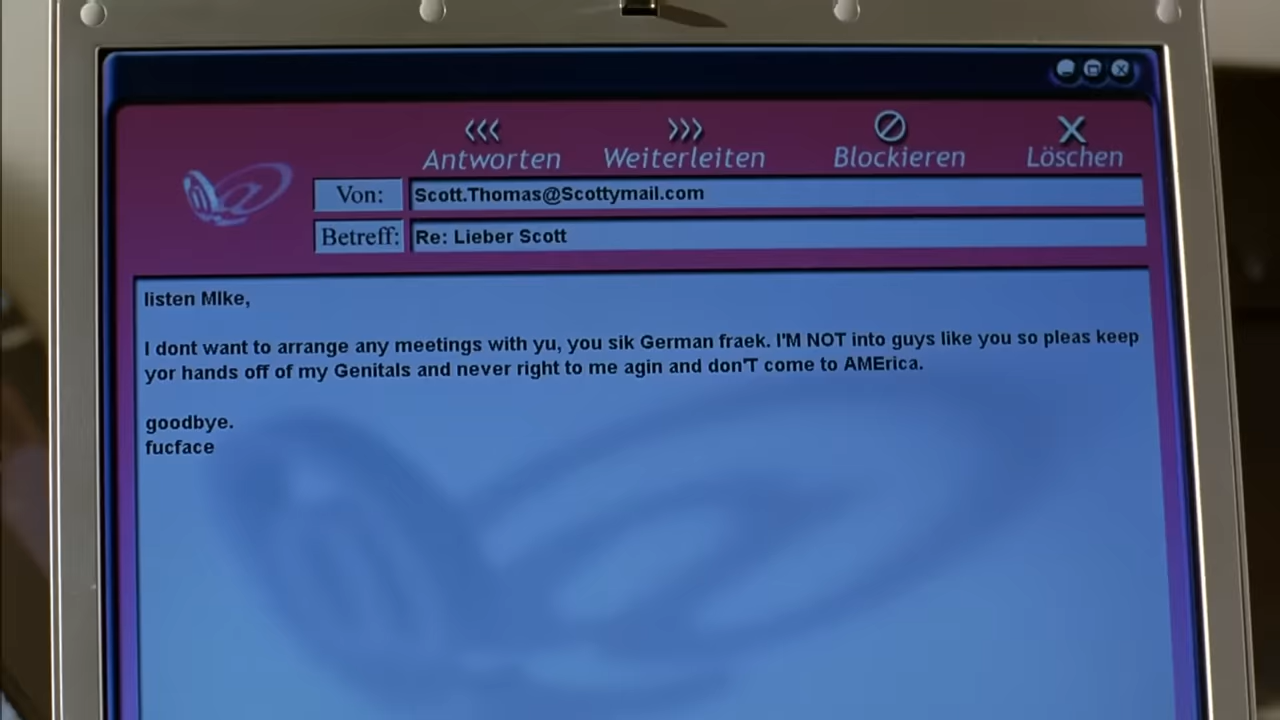 Antworten Weiterleiten Blockieren Löschen
Von: Scott.Thomas@Scottymail.com
Betreff: Re: Lieber Scott
listen MIke,
I dont want to arrange any meetings with yu, you sik German fraek. I'M NOT into guys like you so pleas keep
yor hands off of my Genitals and never right to me agin and don'T come to AMErica.
goodbye.
fucface